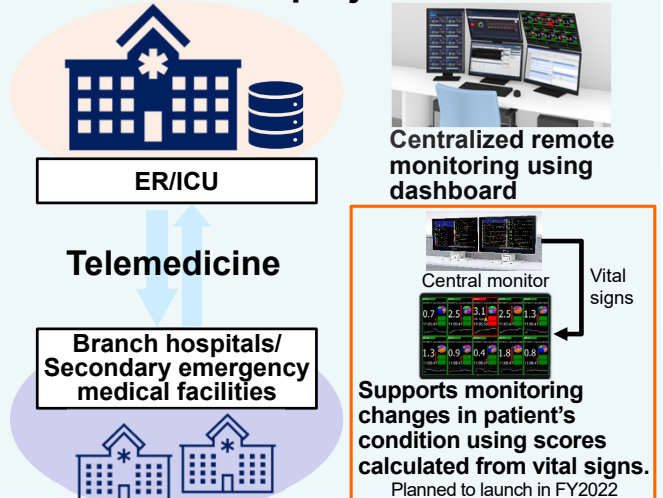 ER/ICU
Telemedicine
Branch hospitals/
Secondary emergency
medical facilities
Centralized remote
monitoring using
dashboard
Central monitor
Vital
signs
0.7 2.5 3.1 2.5 1.3
1.3 0.9 0.4 1.8 0.8
Supports monitoring
changes in patient's
condition using scores
calculated from vital signs.
Planned to launch in FY2022